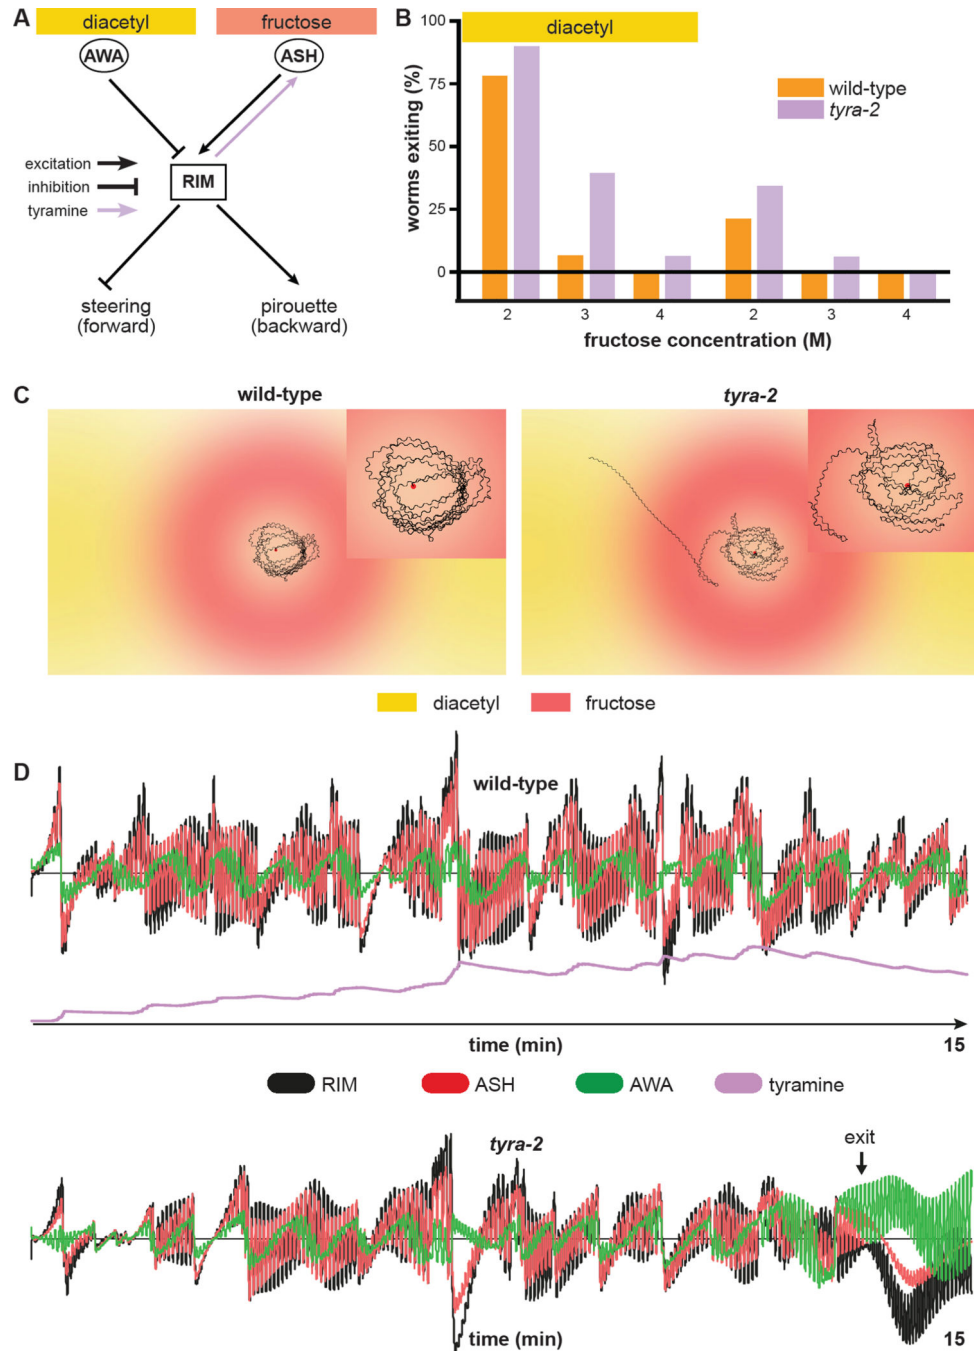 A
diacetyl
fructose
AWA
ASH
excitation
inhibition
tyramine
RIM
steering
(forward)
pirouette
(backward)
B
worms exiting (%)
100
75
50
25
0
diacetyl
wild-type
tyra-2
2
3
4
2
3
4
fructose concentration (M)
C
wild-type
tyra-2
diacetyl
fructose
D
wild-type
time (min)
15
RIM
ASH
AWA
tyramine
tyra-2
exit
time (min)
15